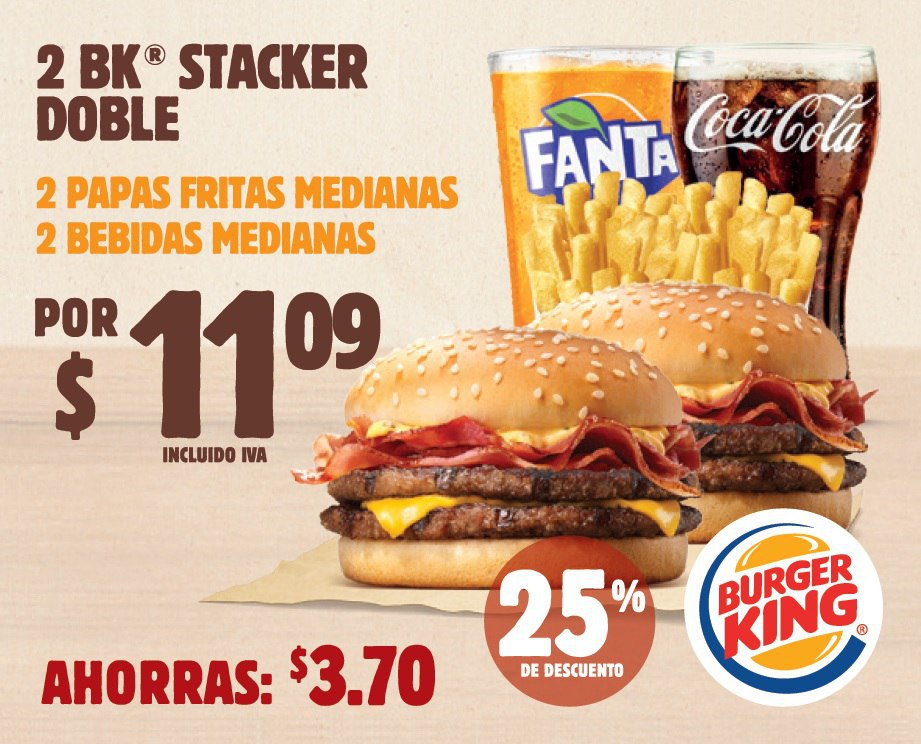 2 BK® STACKER
DOBLE
2 PAPAS FRITAS MEDIANAS
2 BEBIDAS MEDIANAS
POR
$ 11 09
INCLUIDO IVA
FANTA
Coca-Cola
25%
DE DESCUENTO
BURGER
KING®
AHORRAS: $3.70